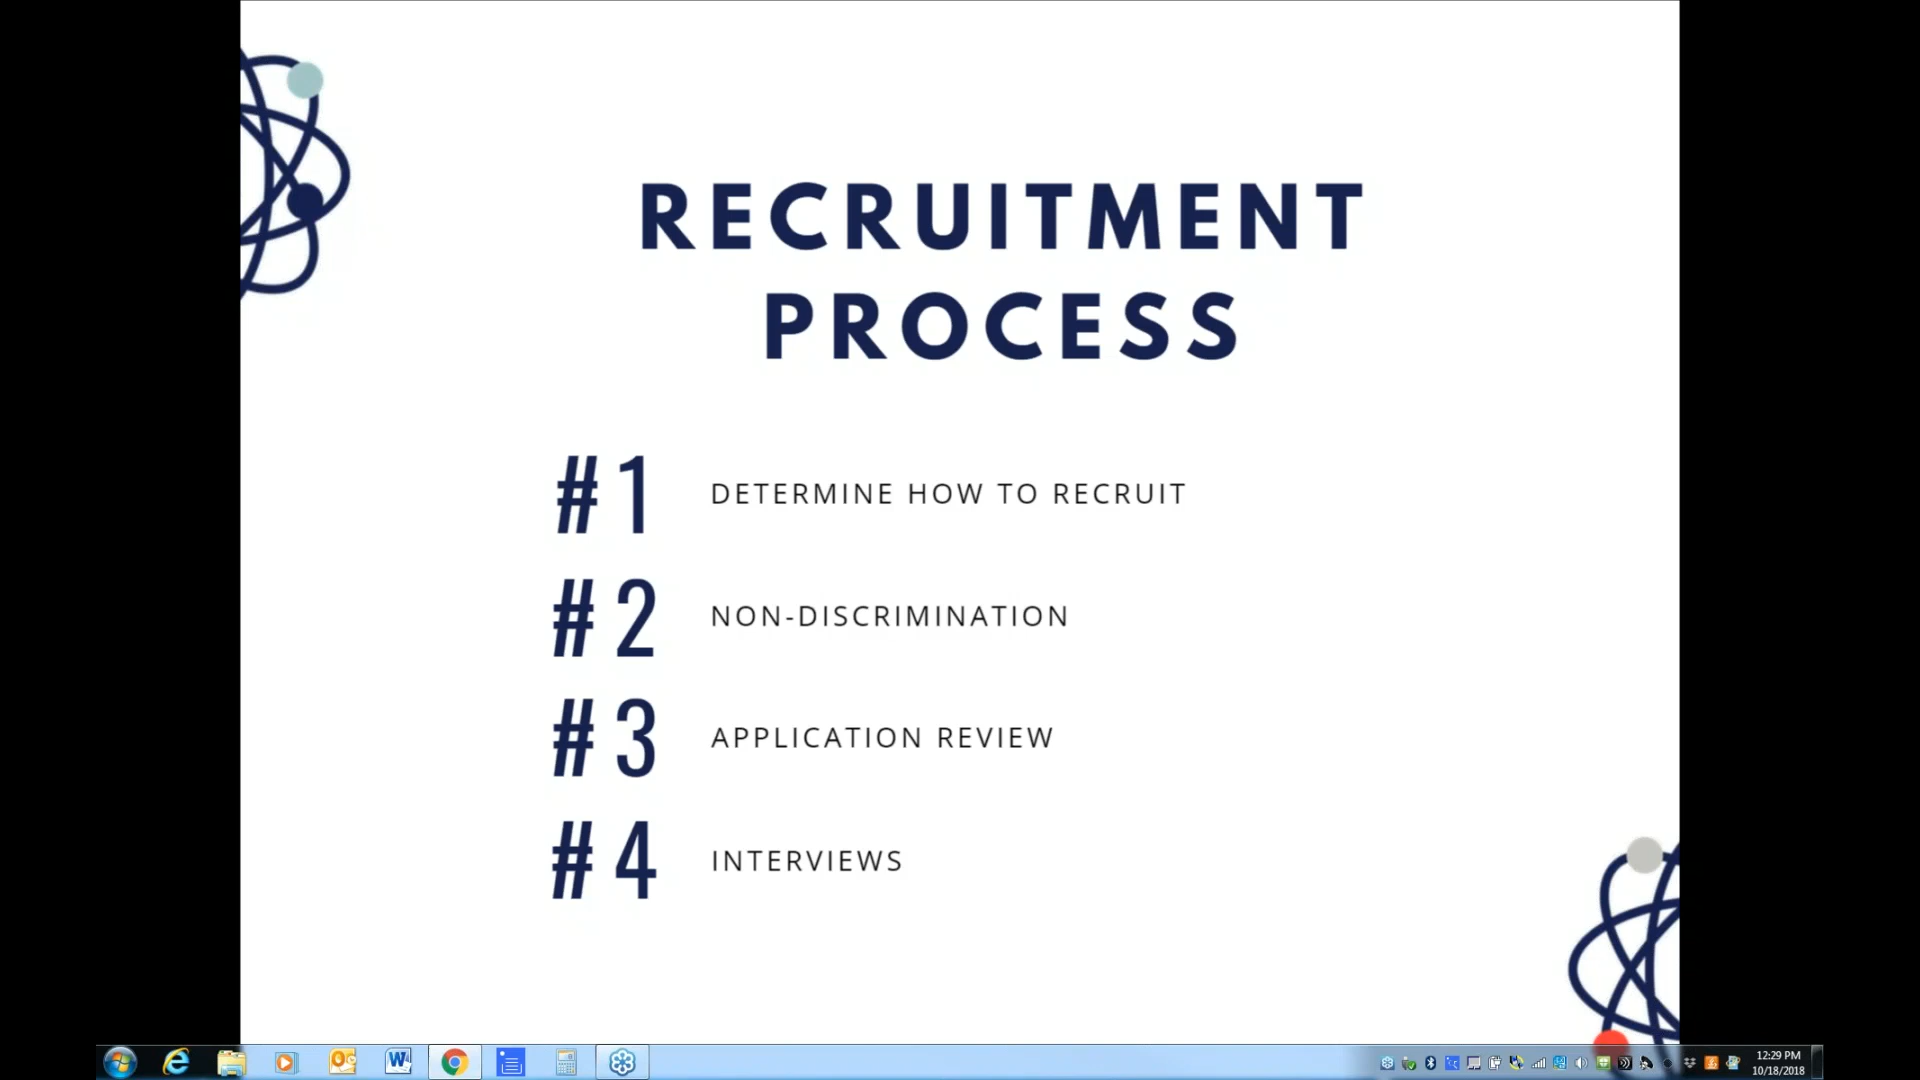 RECRUITMENT
PROCESS
#1 DETERMINE HOW TO RECRUIT
#2 NON-DISCRIMINATION
#3 APPLICATION REVIEW
#4 INTERVIEWS
12:29 PM
10/18/2018